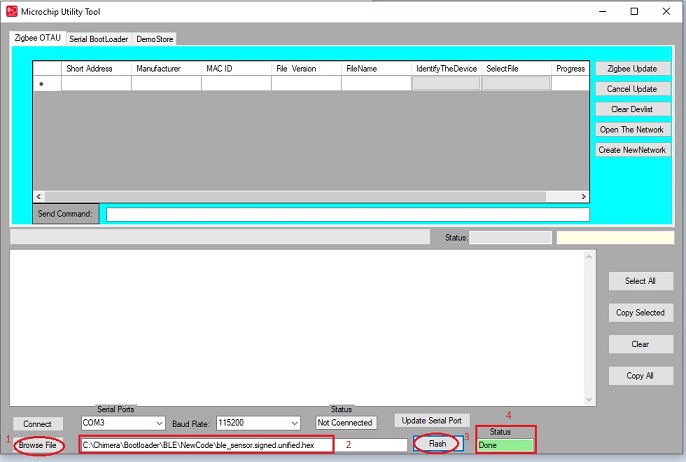 Microchip Utility Tool
Zigbee OTAU Serial BootLoader DemoStore
Short Address Manufacturer MAC ID File Version FileName IdentifyTheDevice SelectFile Progress
Zigbee Update
Cancel Update
Clear Devlist
Open The Network
Create NewNetwork
Send Command:
Status:
Select All
Copy Selected
Clear
Copy All
Serial Ports Status
Connect COM3 Baud Rate: 115200 Not Coennected Update Serial Port
4
Status
1 Browse File C:\Chimera\Bootloader\BLE\NewCode\ble_sensor.signed.unified.hex 2 Flash 3 Done